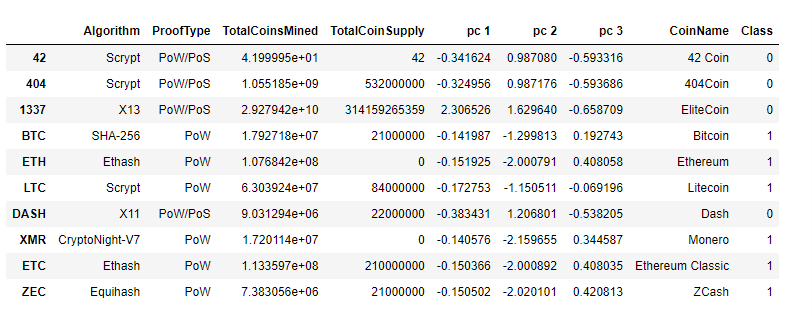 Algorithm ProofType TotalCoinsMined TotalCoinSupply pc 1 pc 2 pc 3 CoinName Class
42 Scrypt PoW/PoS 4.199995e+01 42 -0.341624 0.987080 -0.593316 42 Coin 0
404 Scrypt PoW/PoS 1.055185e+09 532000000 -0.324956 0.987176 -0.593686 404Coin 0
1337 X13 PoW/PoS 2.927942e+10 314159265359 2.306526 1.629640 -0.658709 EliteCoin 0
BTC SHA-256 PoW 1.792718e+07 21000000 -0.141987 -1.299813 0.192743 Bitcoin 1
ETH Ethash PoW 1.076842e+08 0 -0.151925 -2.000791 0.408058 Ethereum 1
LTC Scrypt PoW 6.303924e+07 84000000 -0.172753 -1.150511 -0.069196 Litecoin 1
DASH X11 PoW/PoS 9.031294e+06 22000000 -0.383431 1.206801 -0.538205 Dash 0
XMR CryptoNight-V7 PoW 1.720114e+07 0 -0.140576 -2.159655 0.344587 Monero 1
ETC Ethash PoW 1.133597e+08 210000000 -0.150366 -2.000892 0.408035 Ethereum Classic 1
ZEC Equihash PoW 7.383056e+06 21000000 -0.150502 -2.020101 0.420813 ZCash 1